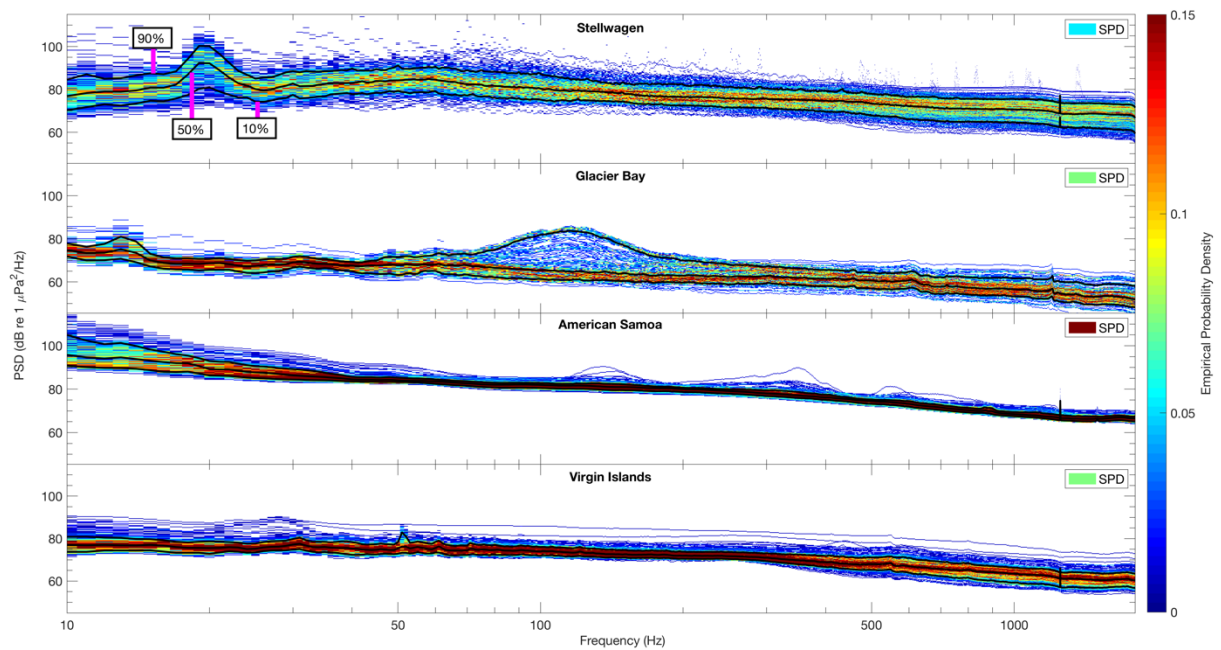 Stellwagen
SPD
0.15
100
90%
80
50%
10%
60
Glacier Bay
SPD
100
80
60
0.1
American Samoa
SPD
100
80
60
0.05
Virgin Islands
SPD
100
80
60
0
10
50
100
500
1000
Frequency (Hz)
PSD (dB re 1 μPa²/Hz)
Empirical Probability Density